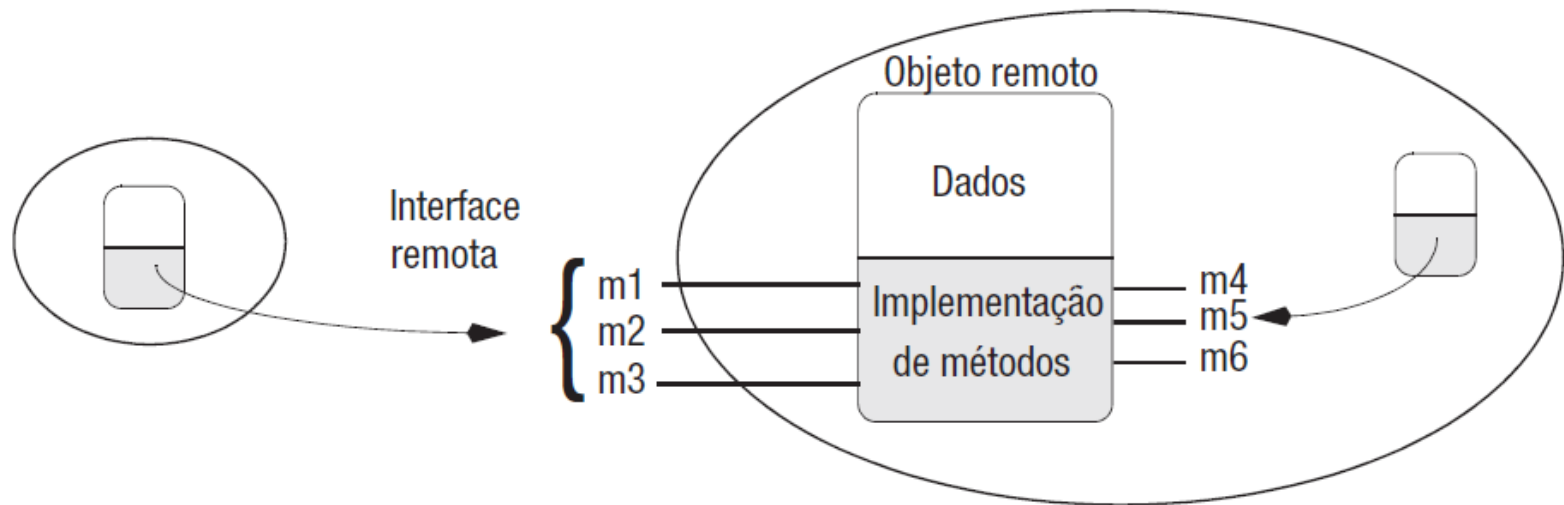 Objeto remoto
Dados
Interface
remota
{
m1
m2
m3
Implementação
de métodos
m4
m5
m6